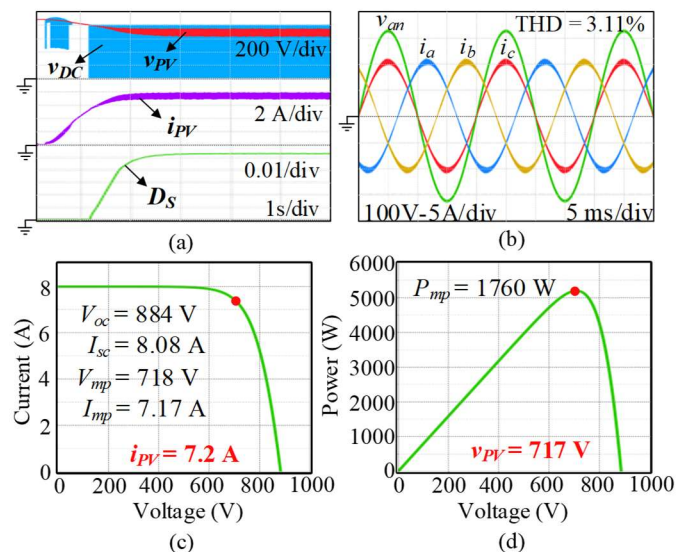 v_DC
v_PV
200 V/div
i_PV
2 A/div
D_S
0.01/div
1s/div
(a)
v_an
THD = 3.11%
i_a
i_b
i_c
100V-5A/div
5 ms/div
(b)
8
6
4
2
0
Current (A)
V_oc = 884 V
I_sc = 8.08 A
V_mp = 718 V
I_mp = 7.17 A
i_PV = 7.2 A
0
200
400
600
800
1000
Voltage (V)
(c)
6000
5000
4000
3000
2000
1000
0
Power (W)
P_mp = 1760 W
v_PV = 717 V
0
200
400
600
800
1000
Voltage (V)
(d)